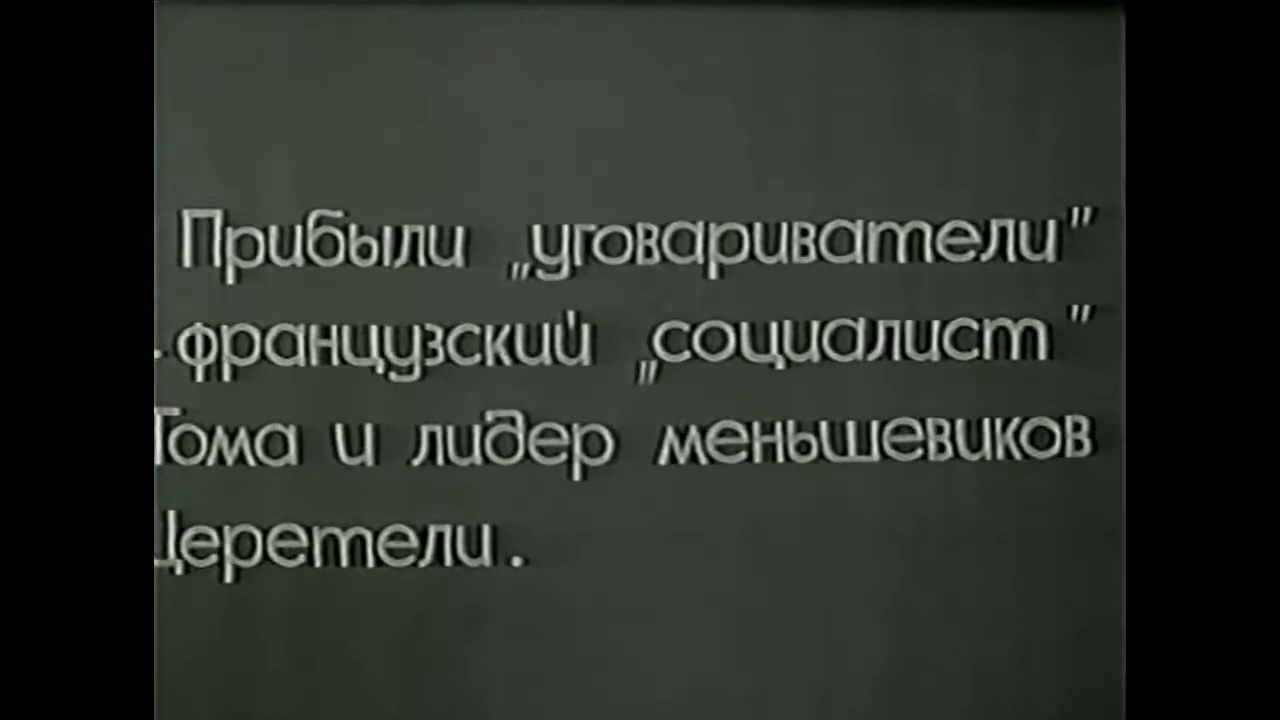 Прибыли „уговариватели”
- французский „социалист”
Тома и лидер меньшевиков
Церетели.